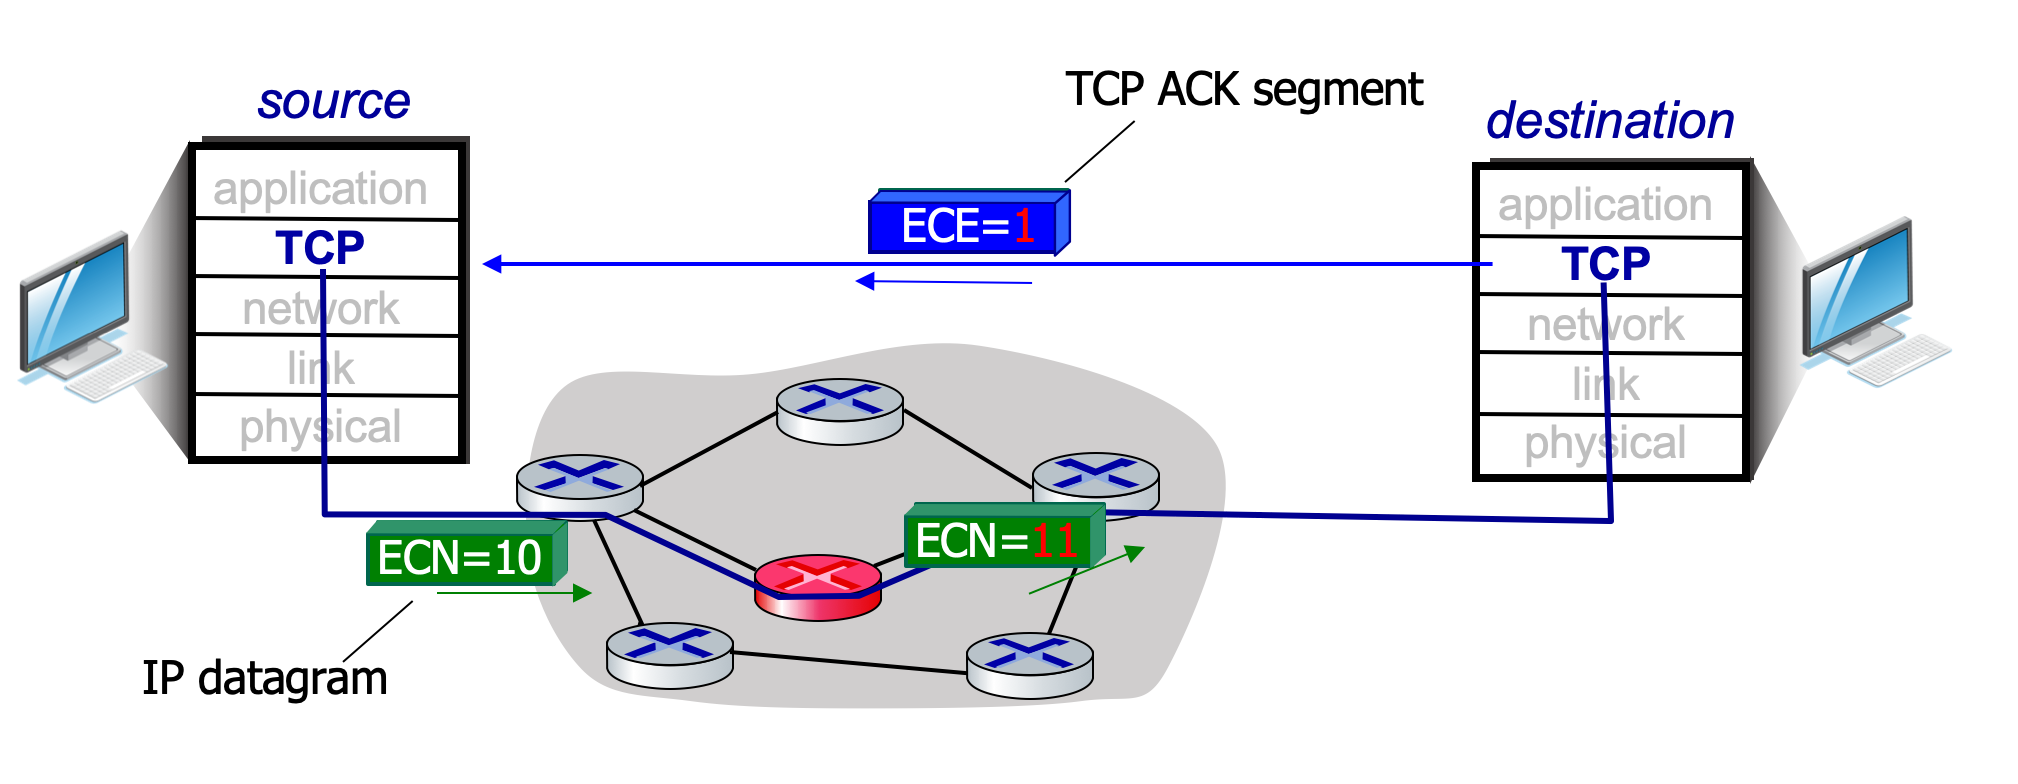 source
application
TCP
network
link
physical
TCP ACK segment
ECE=1
destination
application
TCP
network
link
physical
ECN=10
ECN=11
IP datagram